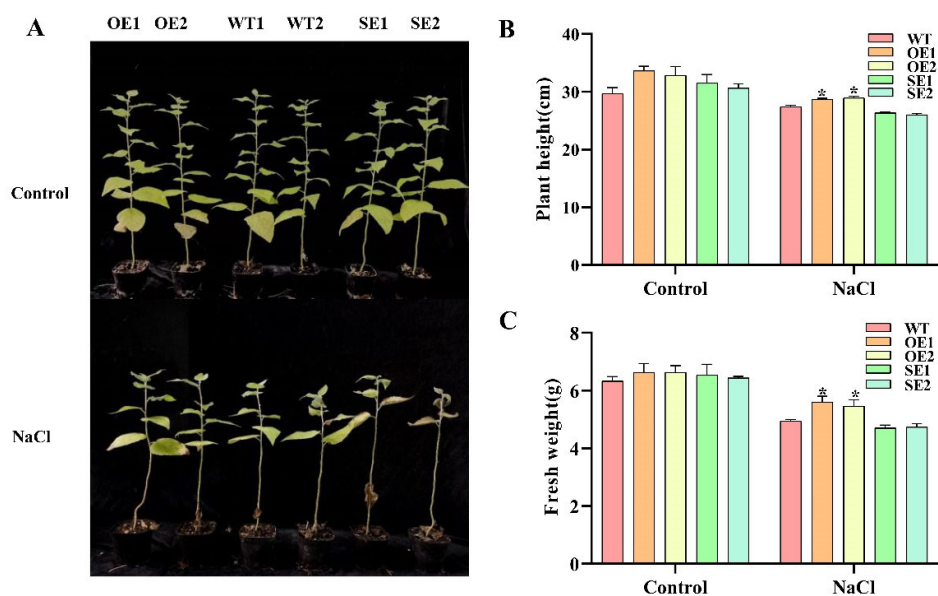 A
OE1 OE2 WT1 WT2 SE1 SE2
Control
NaCl
B
Plant height(cm)
40
30
20
10
0
WT
OE1
OE2
SE1
SE2
* *
Control NaCl
C
Fresh weight(g)
8
6
4
2
0
WT
OE1
OE2
SE1
SE2
* *
Control NaCl